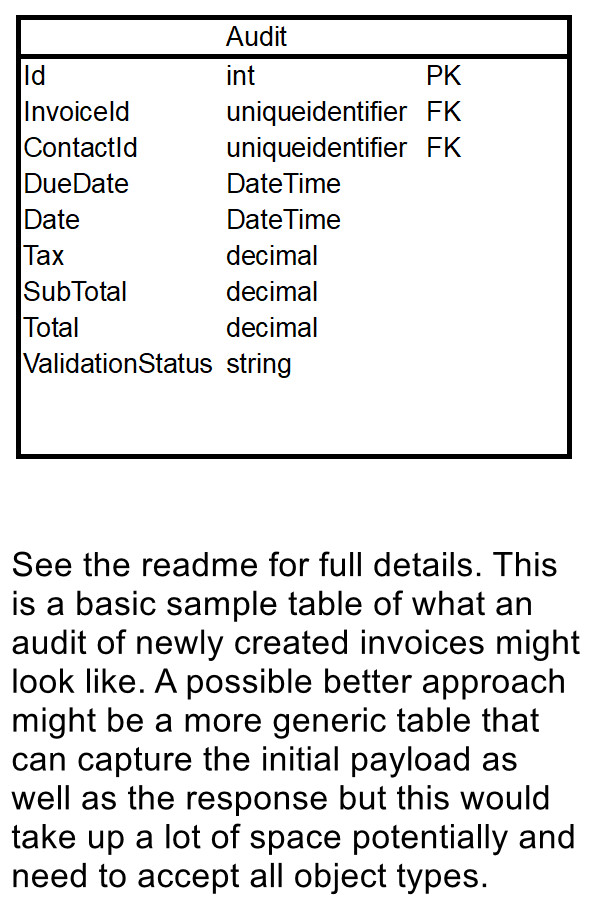 Audit
Id int PK
InvoiceId uniqueidentifier FK
ContactId uniqueidentifier FK
DueDate DateTime
Date DateTime
Tax decimal
SubTotal decimal
Total decimal
ValidationStatus string
See the readme for full details. This
is a basic sample table of what an
audit of newly created invoices might
look like. A possible better approach
might be a more generic table that
can capture the initial payload as
well as the response but this would
take up a lot of space potentially and
need to accept all object types.